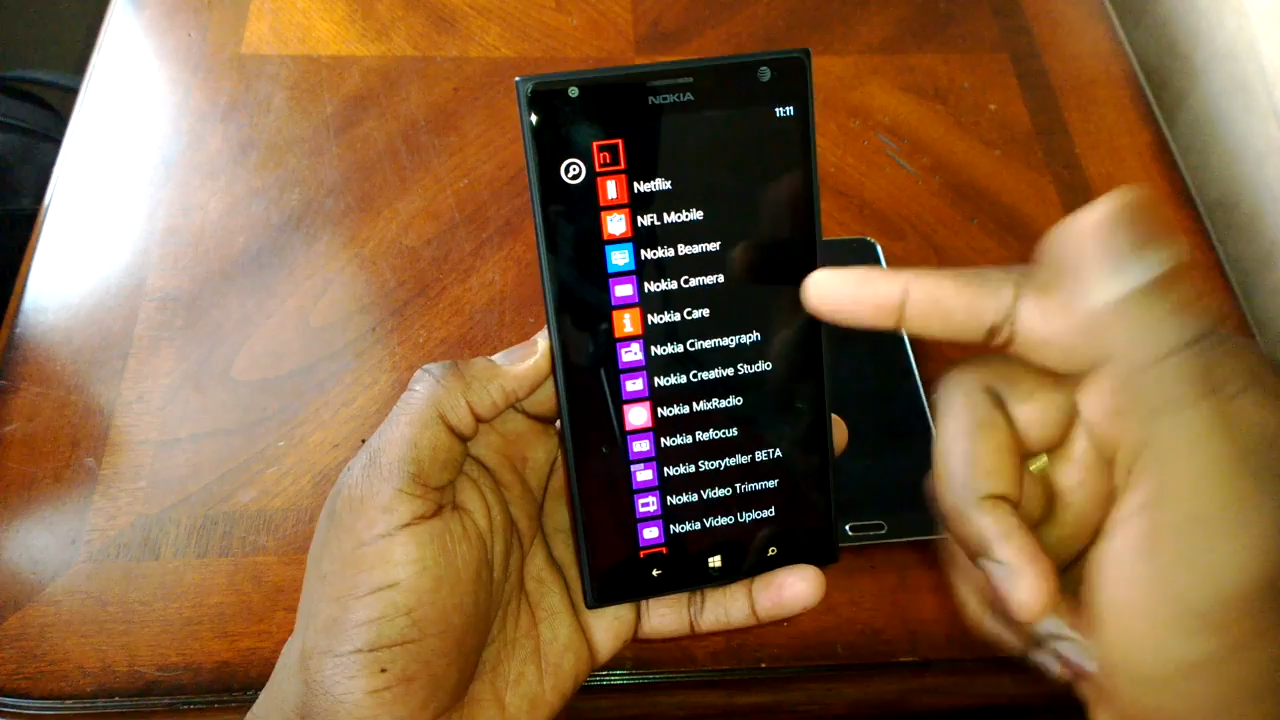 NOKIA
11:11
n
Netflix
NFL Mobile
Nokia Beamer
Nokia Camera
Nokia Care
Nokia Cinemagraph
Nokia Creative Studio
Nokia MixRadio
Nokia Refocus
Nokia Storyteller BETA
Nokia Video Trimmer
Nokia Video Upload